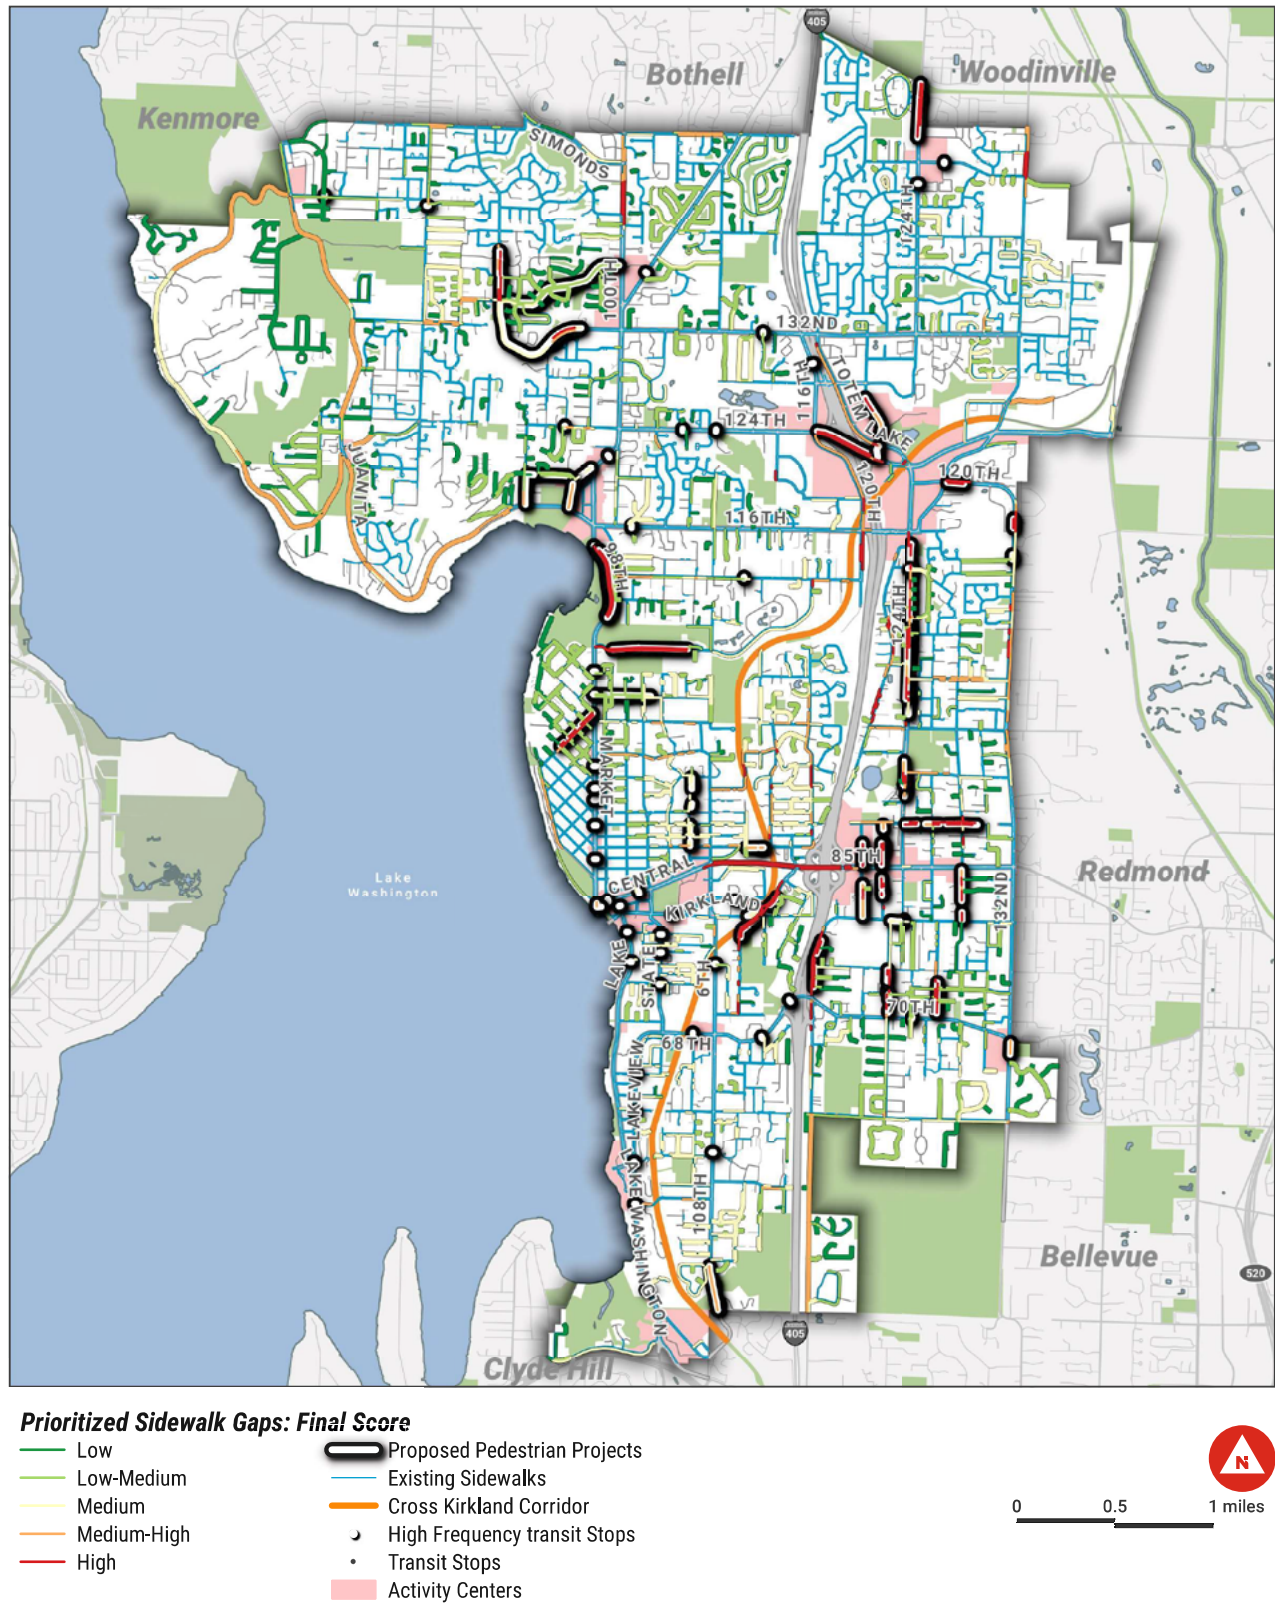 405
Bothell
Woodinville
Kenmore
SIMONDS
124TH
100TH
132ND
116TH
TOTEM LAKE
124TH
JUANITA
120TH
120TH
116TH
98TH
124TH
MARKET
85TH
CENTRAL
Lake
Washington
Redmond
132ND
KIRKLAND
LAKE
STATE
6TH
70TH
68TH
LAKEVIEW
LAKE WASHINGTON
108TH
Bellevue
520
405
Clyde Hill
Prioritized Sidewalk Gaps: Final Score
Low
Low-Medium
Medium
Medium-High
High
Proposed Pedestrian Projects
Existing Sidewalks
Cross Kirkland Corridor
High Frequency transit Stops
Transit Stops
Activity Centers
N
0 0.5 1 miles